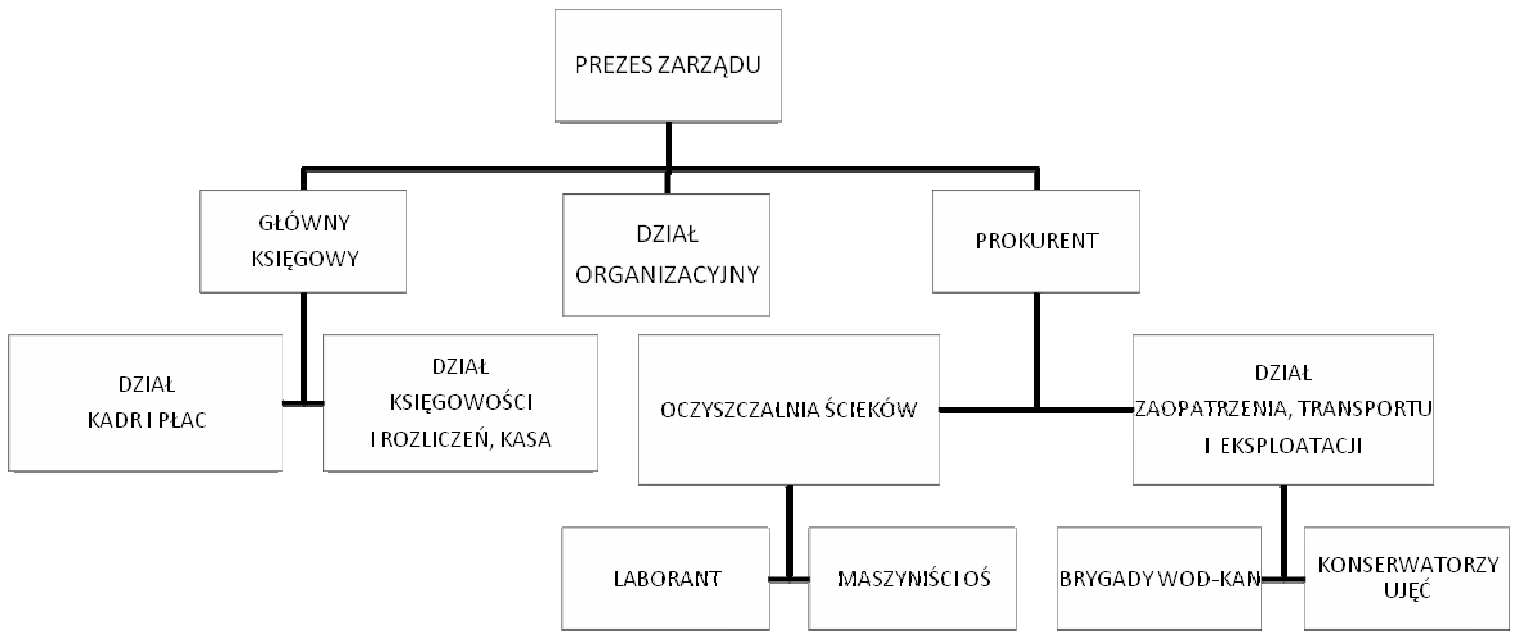 PREZES ZARZĄDU
GŁÓWNY
KSIĘGOWY
DZIAŁ
ORGANIZACYJNY
PROKURENT
DZIAŁ
KADR I PŁAC
DZIAŁ
KSIĘGOWOŚCI
I ROZLICZEŃ, KASA
OCZYSZCZALNIA ŚCIEKÓW
DZIAŁ
ZAOPATRZENIA, TRANSPORTU
I EKSPLOATACJI
LABORANT
MASZYNIŚCI OŚ
BRYGADY WOD-KAN
KONSERWATORZY
UJĘĆ